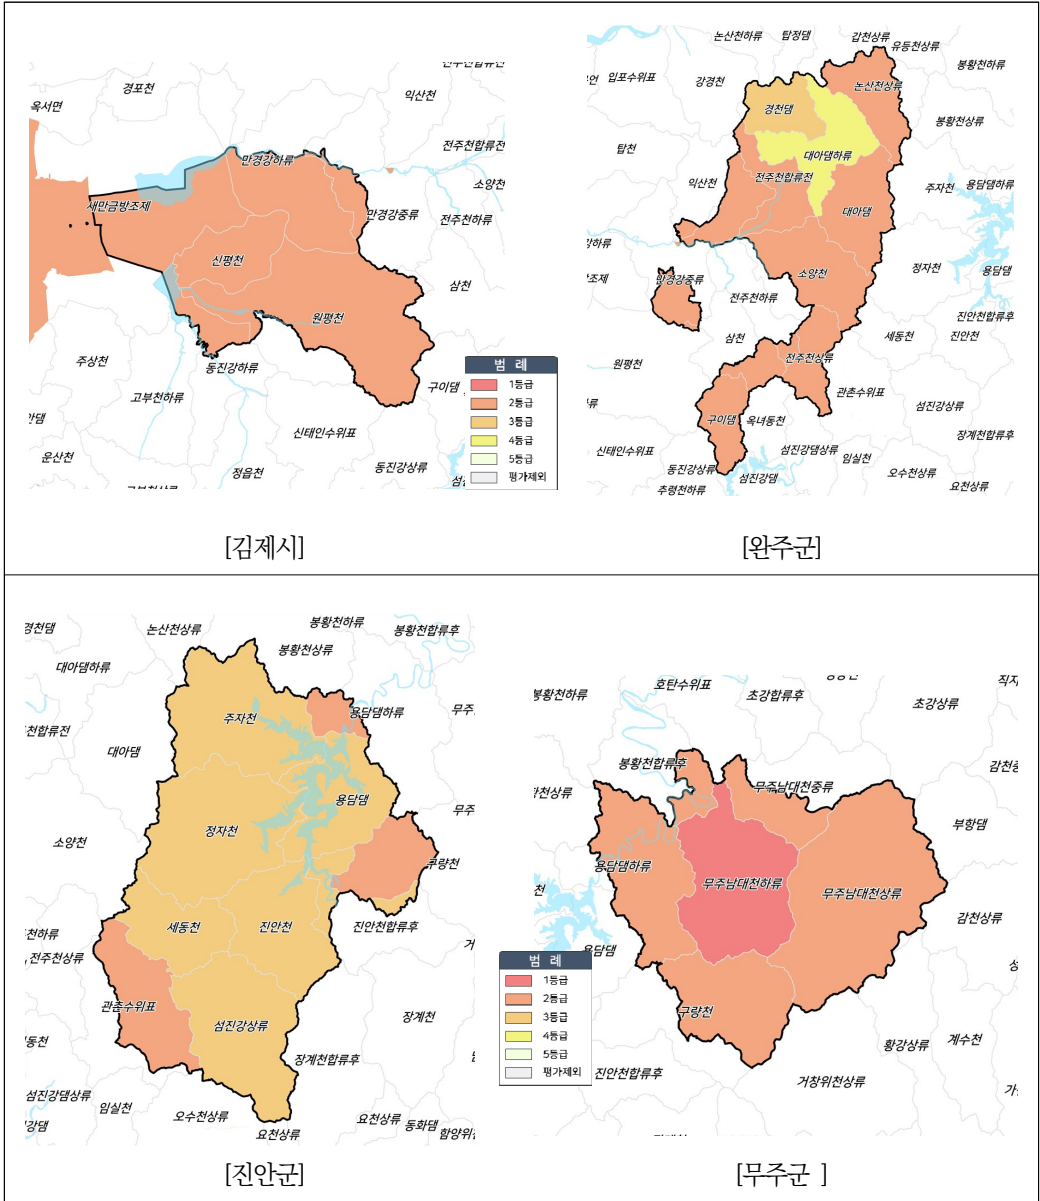 경포천
익산천
옥서면
전주천합류전
만경강하류
소양천
새만금방조제
만경강중류
전주천하류
신평천
삼천
원평천
주상천
동진강하류
고부천하류
구이댐
신태인수위표
운산천
정읍천
동진강상류
범 례
1등급
2등급
3등급
4등급
5등급
평가제외
[김제시]
논산천하류
탑정댐
갑천상류
유등천상류
입포수위표
강경천
봉황천하류
논산천상류
경천댐
봉황천상류
탑천
대아댐하류
익산천
전주천합류전
주자천
용담댐하류
대아댐
소양천
정자천
용담댐
만경강중류
전주천하류
진안천합류후
삼천
세동천
진안천
원평천
전주천상류
관촌수위표
섬진강상류
구이댐
옥녀동천
장계천합류후
신태인수위표
섬진강댐상류
임실천
동진강상류
섬진강댐
오수천상류
추령천하류
요천상류
[완주군]
경천댐
논산천상류
봉황천하류
봉황천합류후
봉황천상류
대아댐하류
주자천
용담댐하류
대아댐
용담댐
정자천
소양천
구량천
세동천
진안천
진안천합류후
전주천상류
관촌수위표
섬진강상류
장계천
장계천합류후
섬진강댐상류
임실천
오수천상류
요천상류
요천상류
동화댐
[진안군]
호탄수위표
봉황천하류
초강합류후
초강상류
봉황천합류후
무주남대천중류
부항댐
용담댐하류
무주남대천하류
무주남대천상류
감천상류
용담댐
범 례
1등급
2등급
3등급
4등급
5등급
평가제외
구량천
황강상류
계수천
진안천합류후
거창위천상류
[무주군 ]